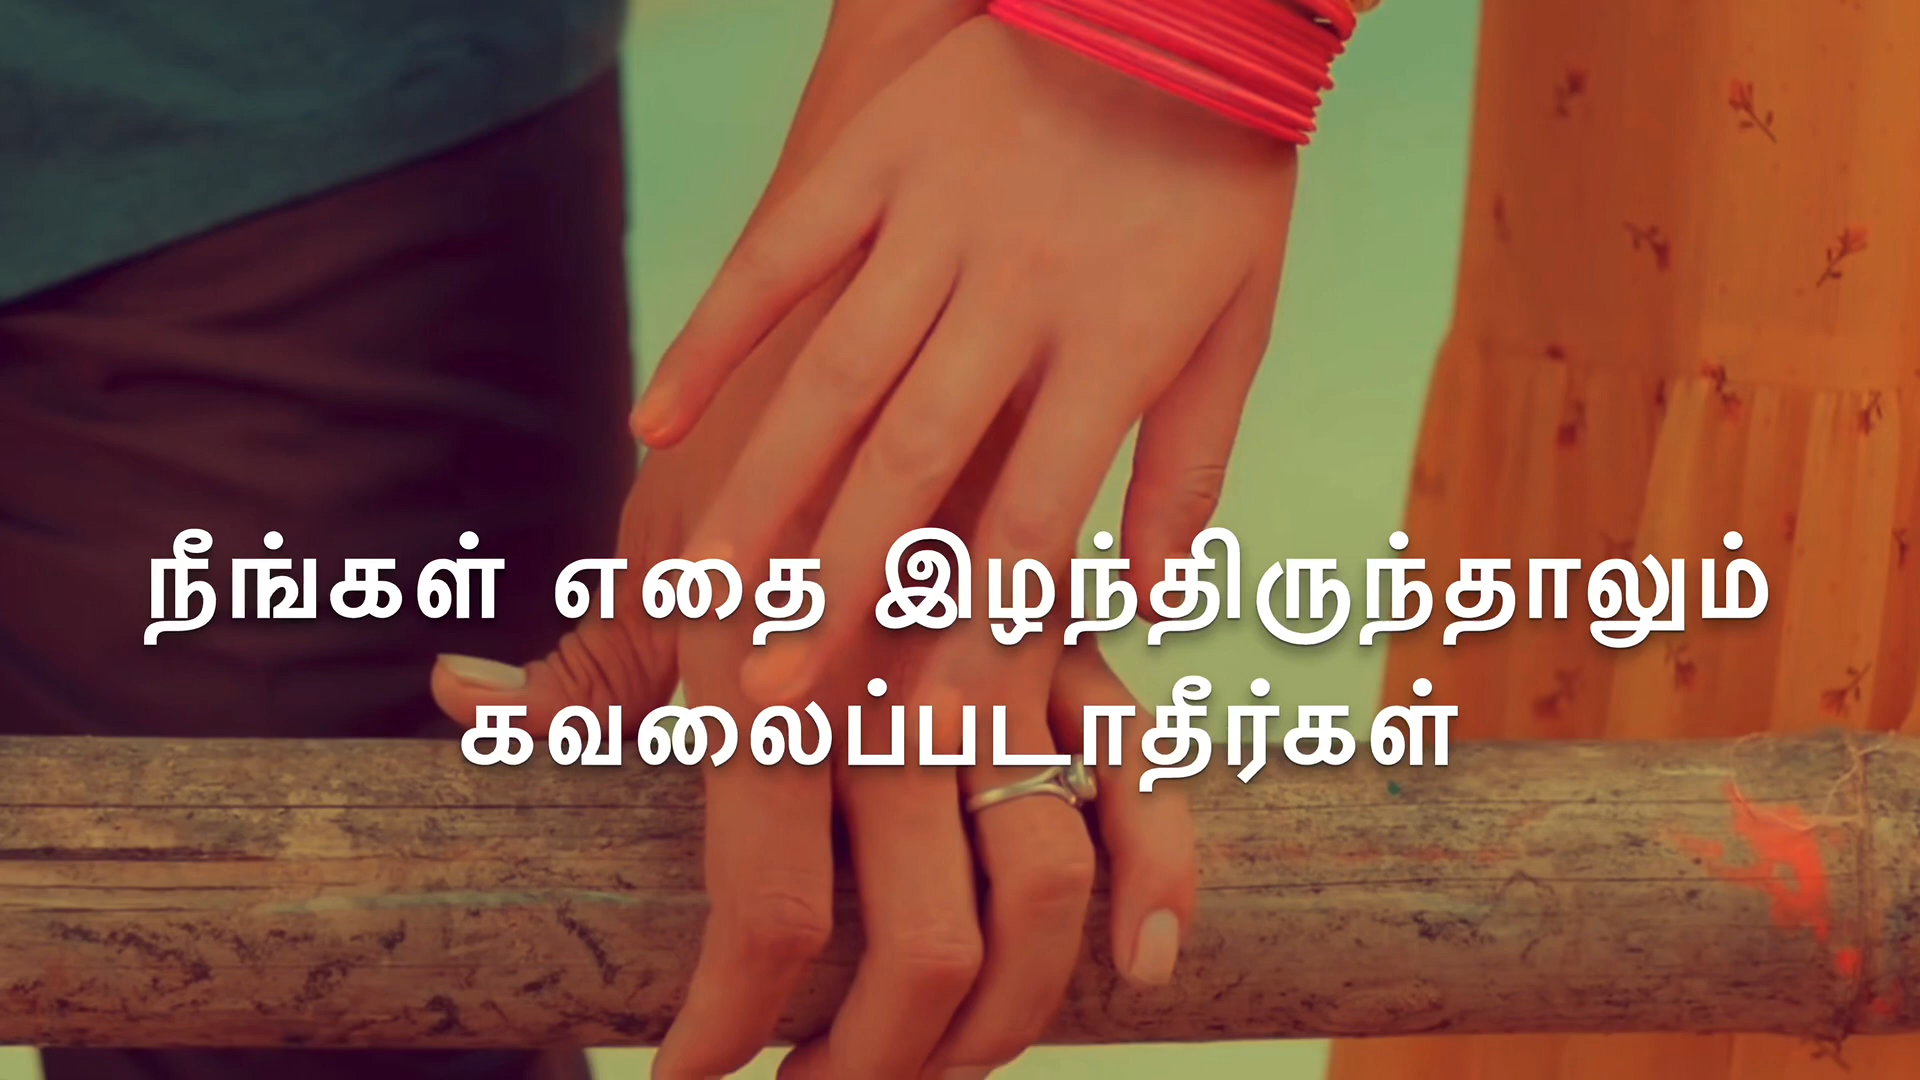 நீங்கள் எதை இழந்திருந்தாலும்
கவலைப்படாதீர்கள்